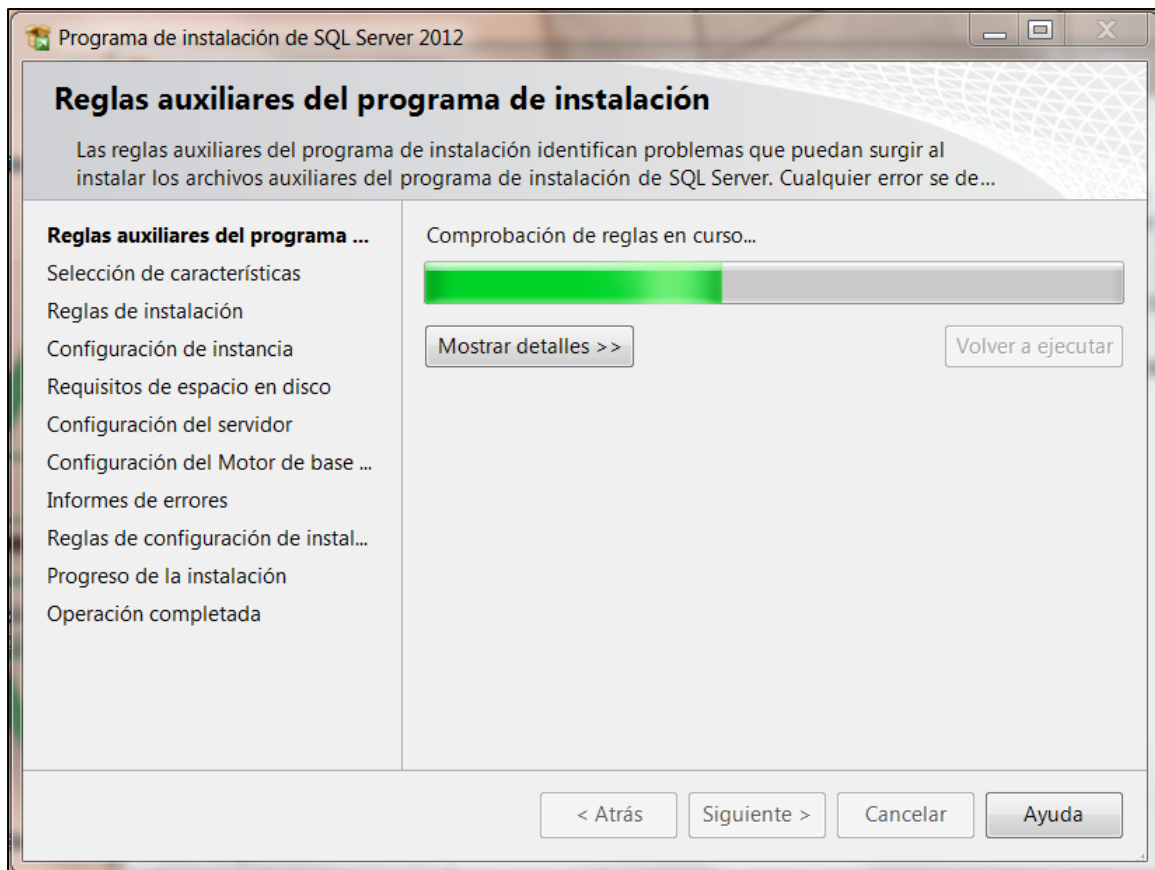 Programa de instalación de SQL Server 2012
Reglas auxiliares del programa de instalación
Las reglas auxiliares del programa de instalación identifican problemas que puedan surgir al
instalar los archivos auxiliares del programa de instalación de SQL Server. Cualquier error se de...
Reglas auxiliares del programa ...
Selección de características
Reglas de instalación
Configuración de instancia
Requisitos de espacio en disco
Configuración del servidor
Configuración del Motor de base ...
Informes de errores
Reglas de configuración de instal...
Progreso de la instalación
Operación completada
Comprobación de reglas en curso...
Mostrar detalles >>
Volver a ejecutar
< Atrás
Siguiente >
Cancelar
Ayuda